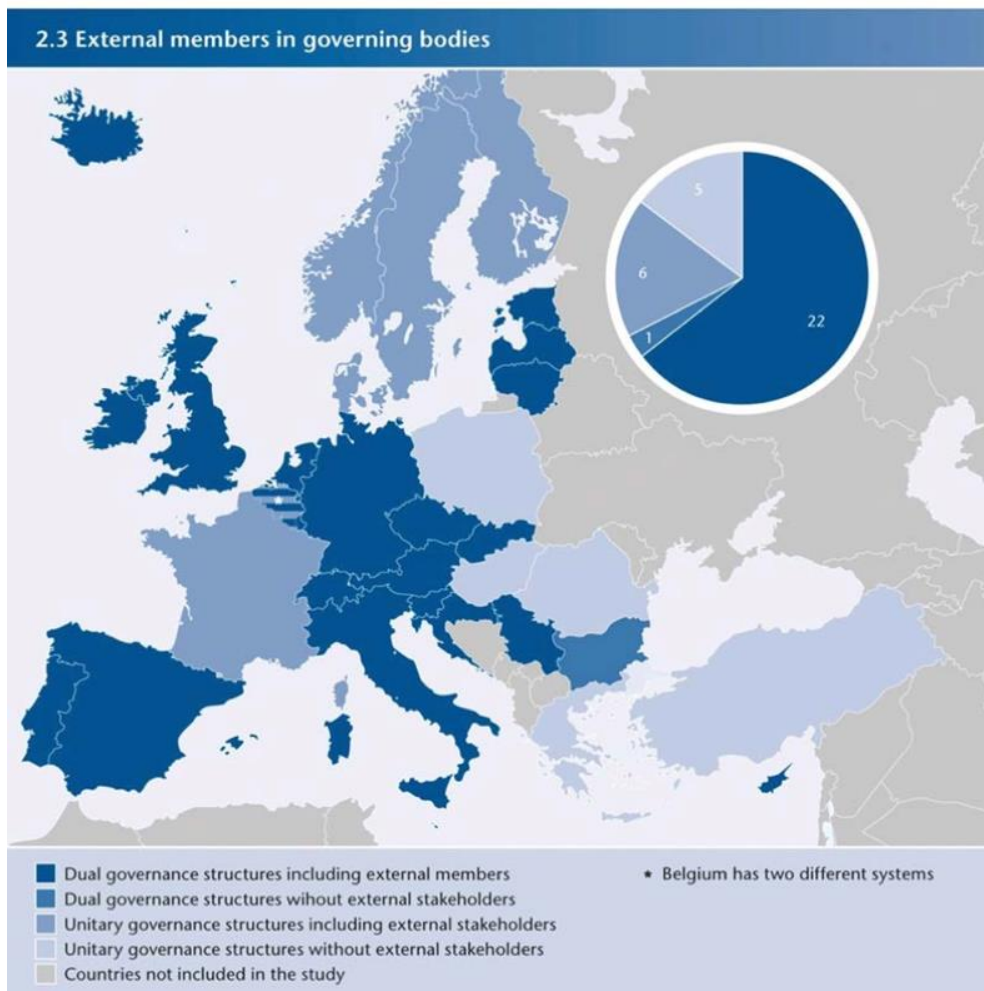 2.3 External members in governing bodies
5
6
1
22
*
Dual governance structures including external members
Dual governance structures wihout external stakeholders
Unitary governance structures including external stakeholders
Unitary governance structures without external stakeholders
Countries not included in the study
* Belgium has two different systems